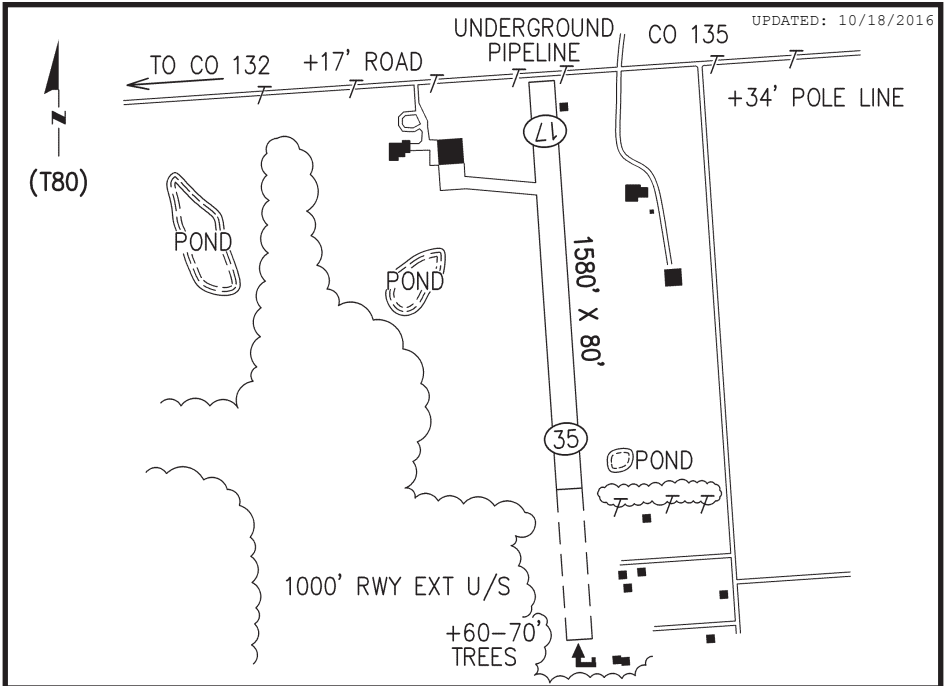 UPDATED: 10/18/2016
UNDERGROUND
PIPELINE
CO 135
TO CO 132
+17' ROAD
+34' POLE LINE
N
(T80)
17
POND
POND
1580' X 80'
35
POND
1000' RWY EXT U/S
+60-70'
TREES